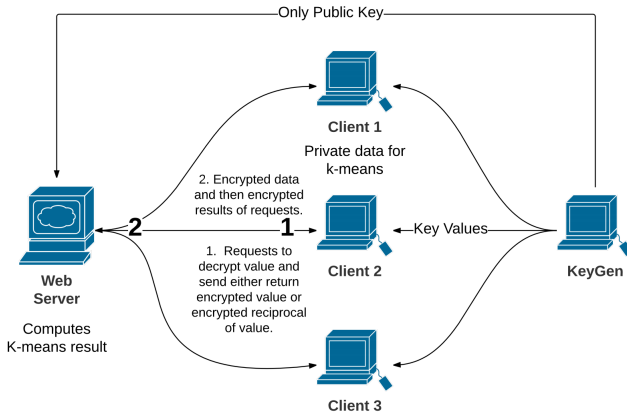 Only Public Key
Client 1
Private data for
k-means
2. Encrypted data
and then encrypted
results of requests.
2
1
Key Values
1. Requests to
decrypt value and
send either return
encrypted value or
encrypted reciprocal
of value.
Client 2
KeyGen
Web
Server
Computes
K-means result
Client 3